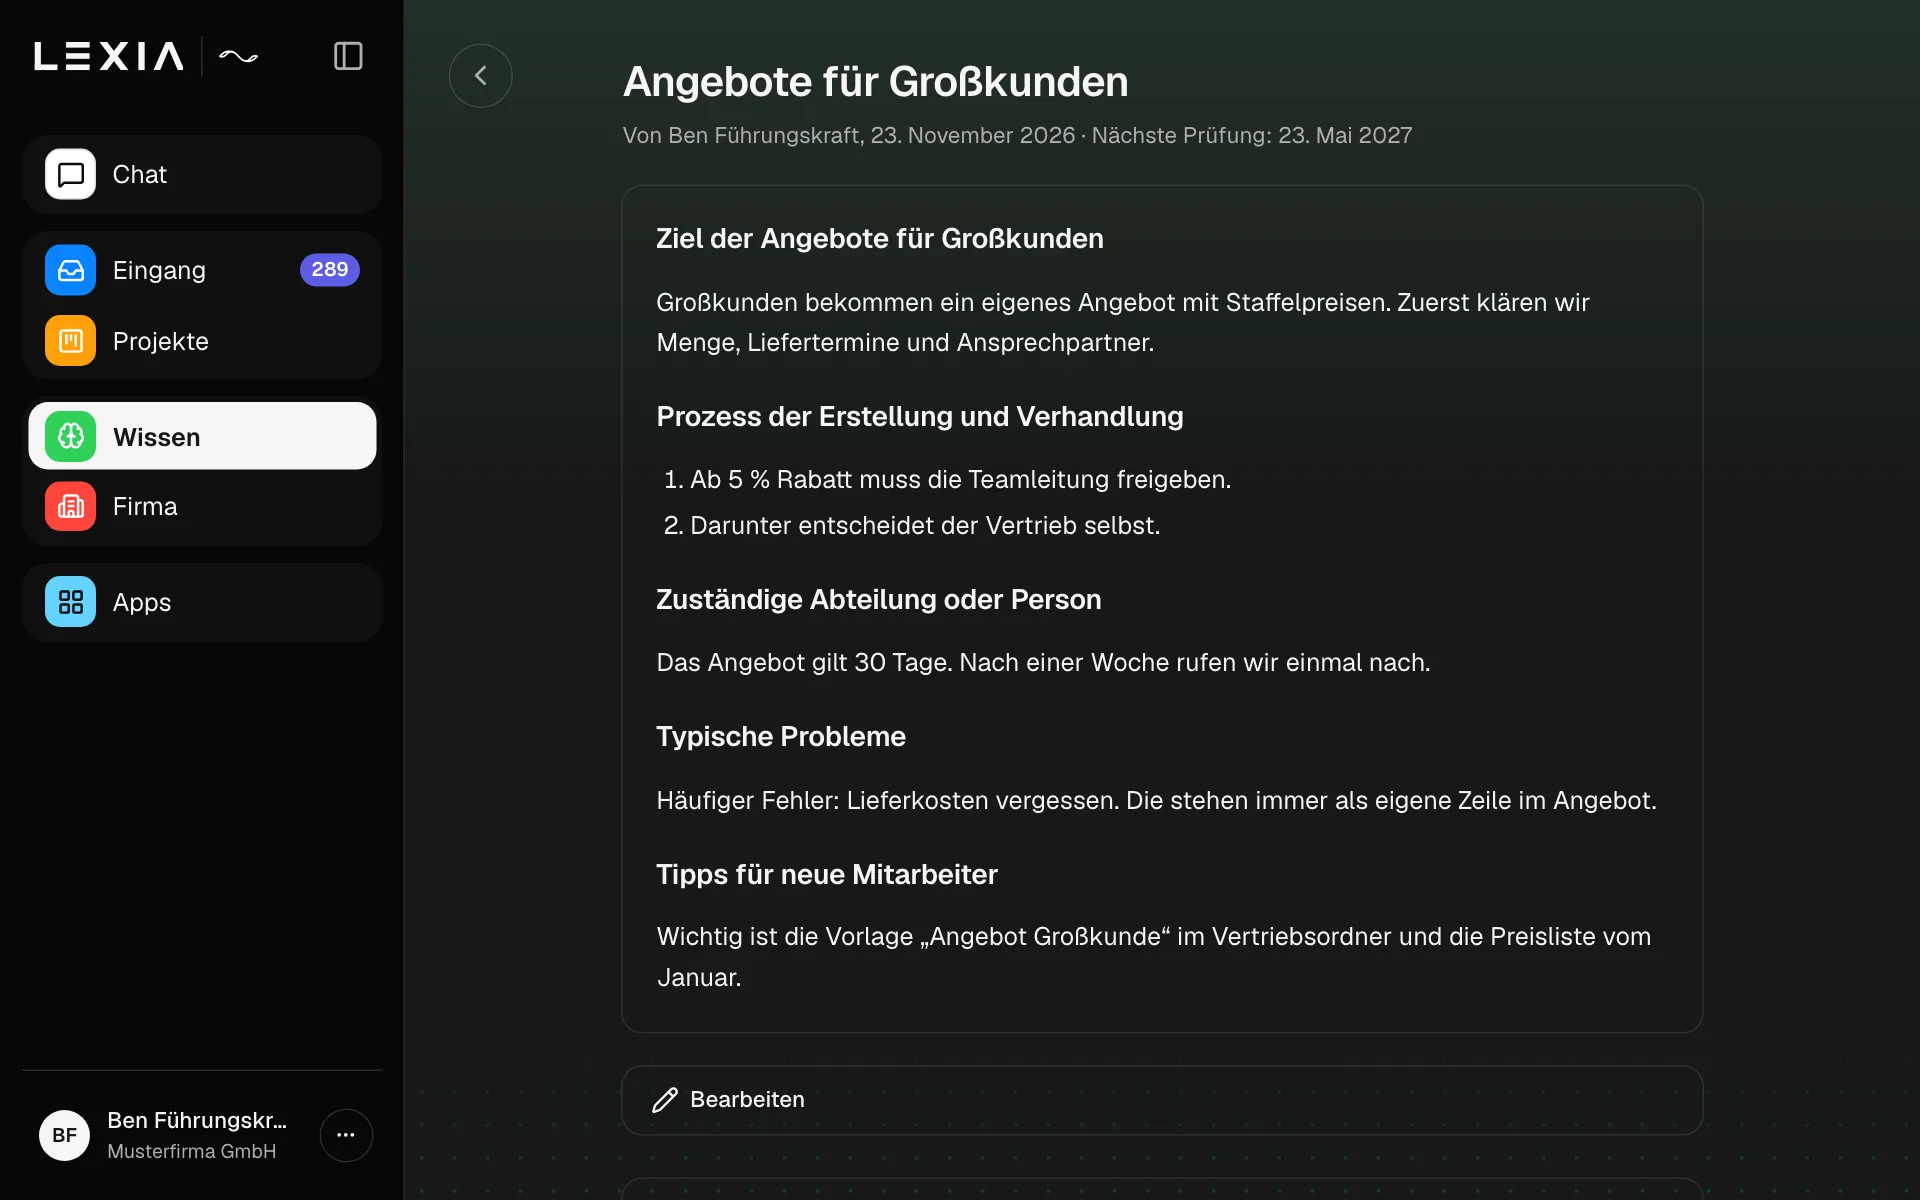 LEXIA
Chat
Eingang
289
Projekte
Wissen
Firma
Apps
BF
Ben Führungskr...
Musterfirma GmbH
Angebote für Großkunden
Von Ben Führungskraft, 23. November 2026 · Nächste Prüfung: 23. Mai 2027
Ziel der Angebote für Großkunden
Großkunden bekommen ein eigenes Angebot mit Staffelpreisen. Zuerst klären wir
Menge, Liefertermine und Ansprechpartner.
Prozess der Erstellung und Verhandlung
1. Ab 5 % Rabatt muss die Teamleitung freigeben.
2. Darunter entscheidet der Vertrieb selbst.
Zuständige Abteilung oder Person
Das Angebot gilt 30 Tage. Nach einer Woche rufen wir einmal nach.
Typische Probleme
Häufiger Fehler: Lieferkosten vergessen. Die stehen immer als eigene Zeile im Angebot.
Tipps für neue Mitarbeiter
Wichtig ist die Vorlage „Angebot Großkunde“ im Vertriebsordner und die Preisliste vom
Januar.
Bearbeiten